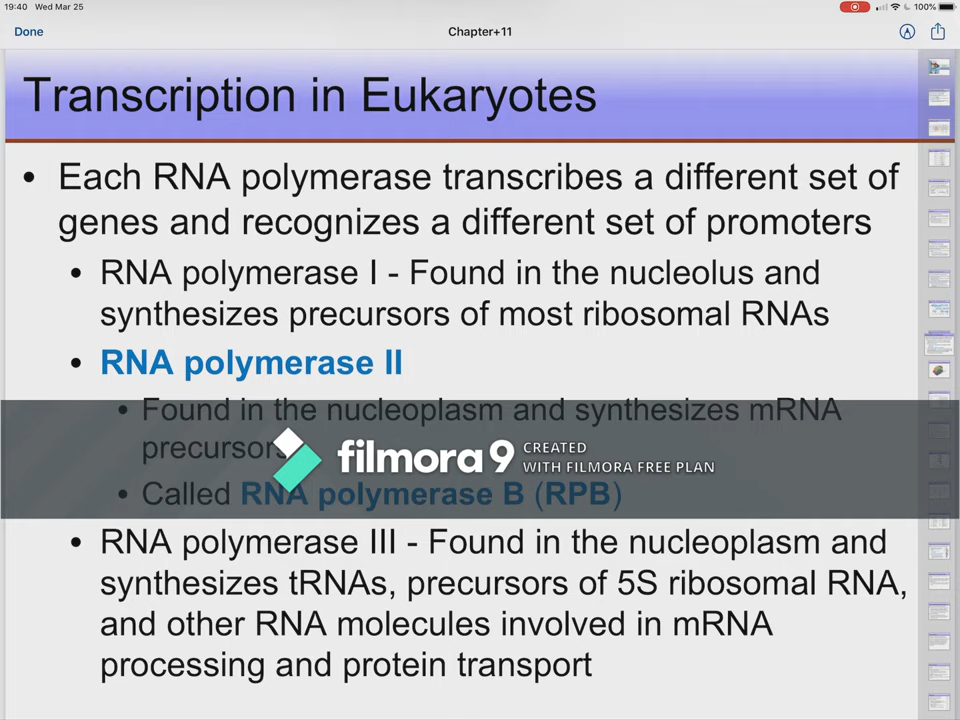 19:40 Wed Mar 25
100%
Done
Chapter+11
Transcription in Eukaryotes
• Each RNA polymerase transcribes a different set of
genes and recognizes a different set of promoters
• RNA polymerase I - Found in the nucleolus and
synthesizes precursors of most ribosomal RNAs
• RNA polymerase II
• Found in the nucleoplasm and synthesizes mRNA
precursors
filmora9 CREATED
WITH FILMORA FREE PLAN
• Called RNA polymerase B (RPB)
• RNA polymerase III - Found in the nucleoplasm and
synthesizes tRNAs, precursors of 5S ribosomal RNA,
and other RNA molecules involved in mRNA
processing and protein transport